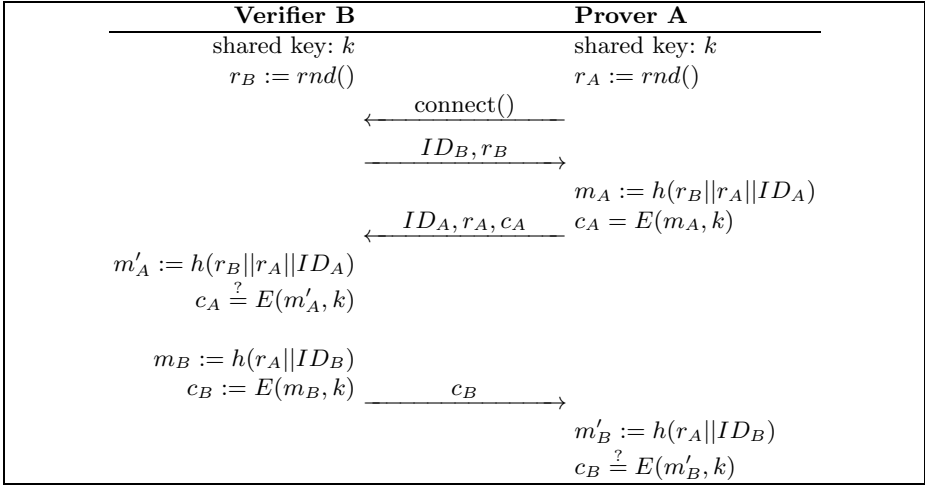 Verifier B Prover A
shared key: k shared key: k
r_B := rnd() r_A := rnd()
connect()
ID_B, r_B
m_A := h(r_B||r_A||ID_A)
ID_A, r_A, c_A c_A = E(m_A, k)
m'_A := h(r_B||r_A||ID_A)
c_A ?= E(m'_A, k)
m_B := h(r_A||ID_B)
c_B := E(m_B, k) c_B
m'_B := h(r_A||ID_B)
c_B ?= E(m'_B, k)